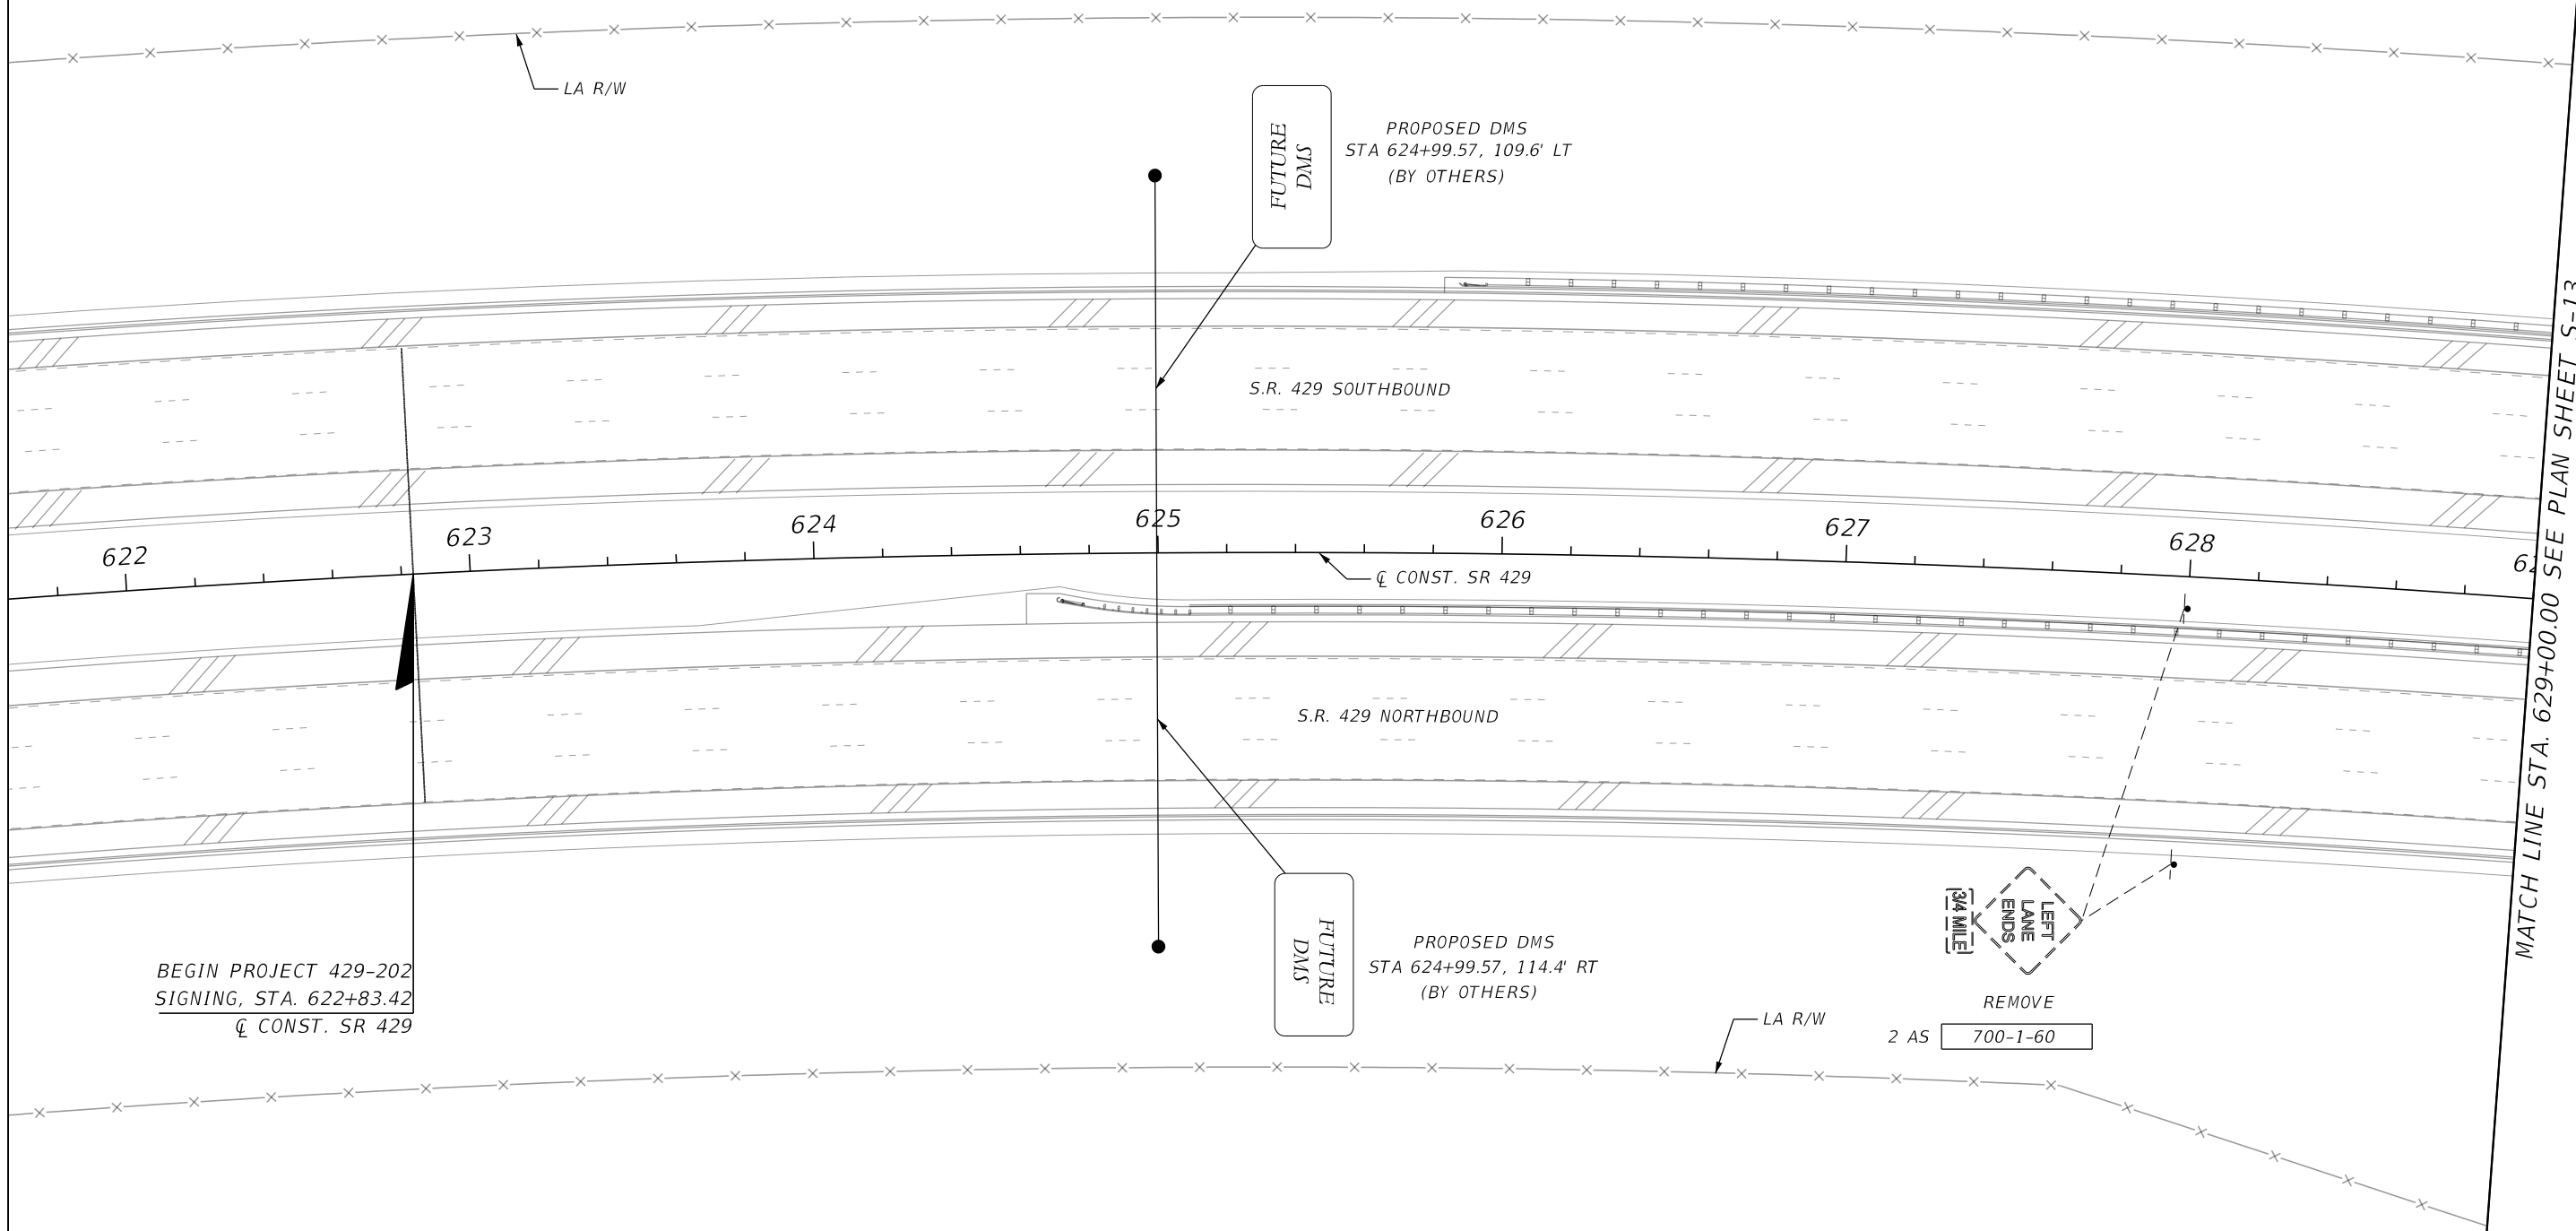 LA R/W
FUTURE
DMS
PROPOSED DMS
STA 624+99.57, 109.6' LT
(BY OTHERS)
S.R. 429 SOUTHBOUND
622
623
624
625
626
627
628
℄ CONST. SR 429
S.R. 429 NORTHBOUND
BEGIN PROJECT 429-202
SIGNING, STA. 622+83.42
℄ CONST. SR 429
FUTURE
DMS
PROPOSED DMS
STA 624+99.57, 114.4' RT
(BY OTHERS)
LEFT
LANE
ENDS
3/4 MILE
REMOVE
2 AS 700-1-60
LA R/W
MATCH LINE STA. 629+00.00 SEE PLAN SHEET S-13